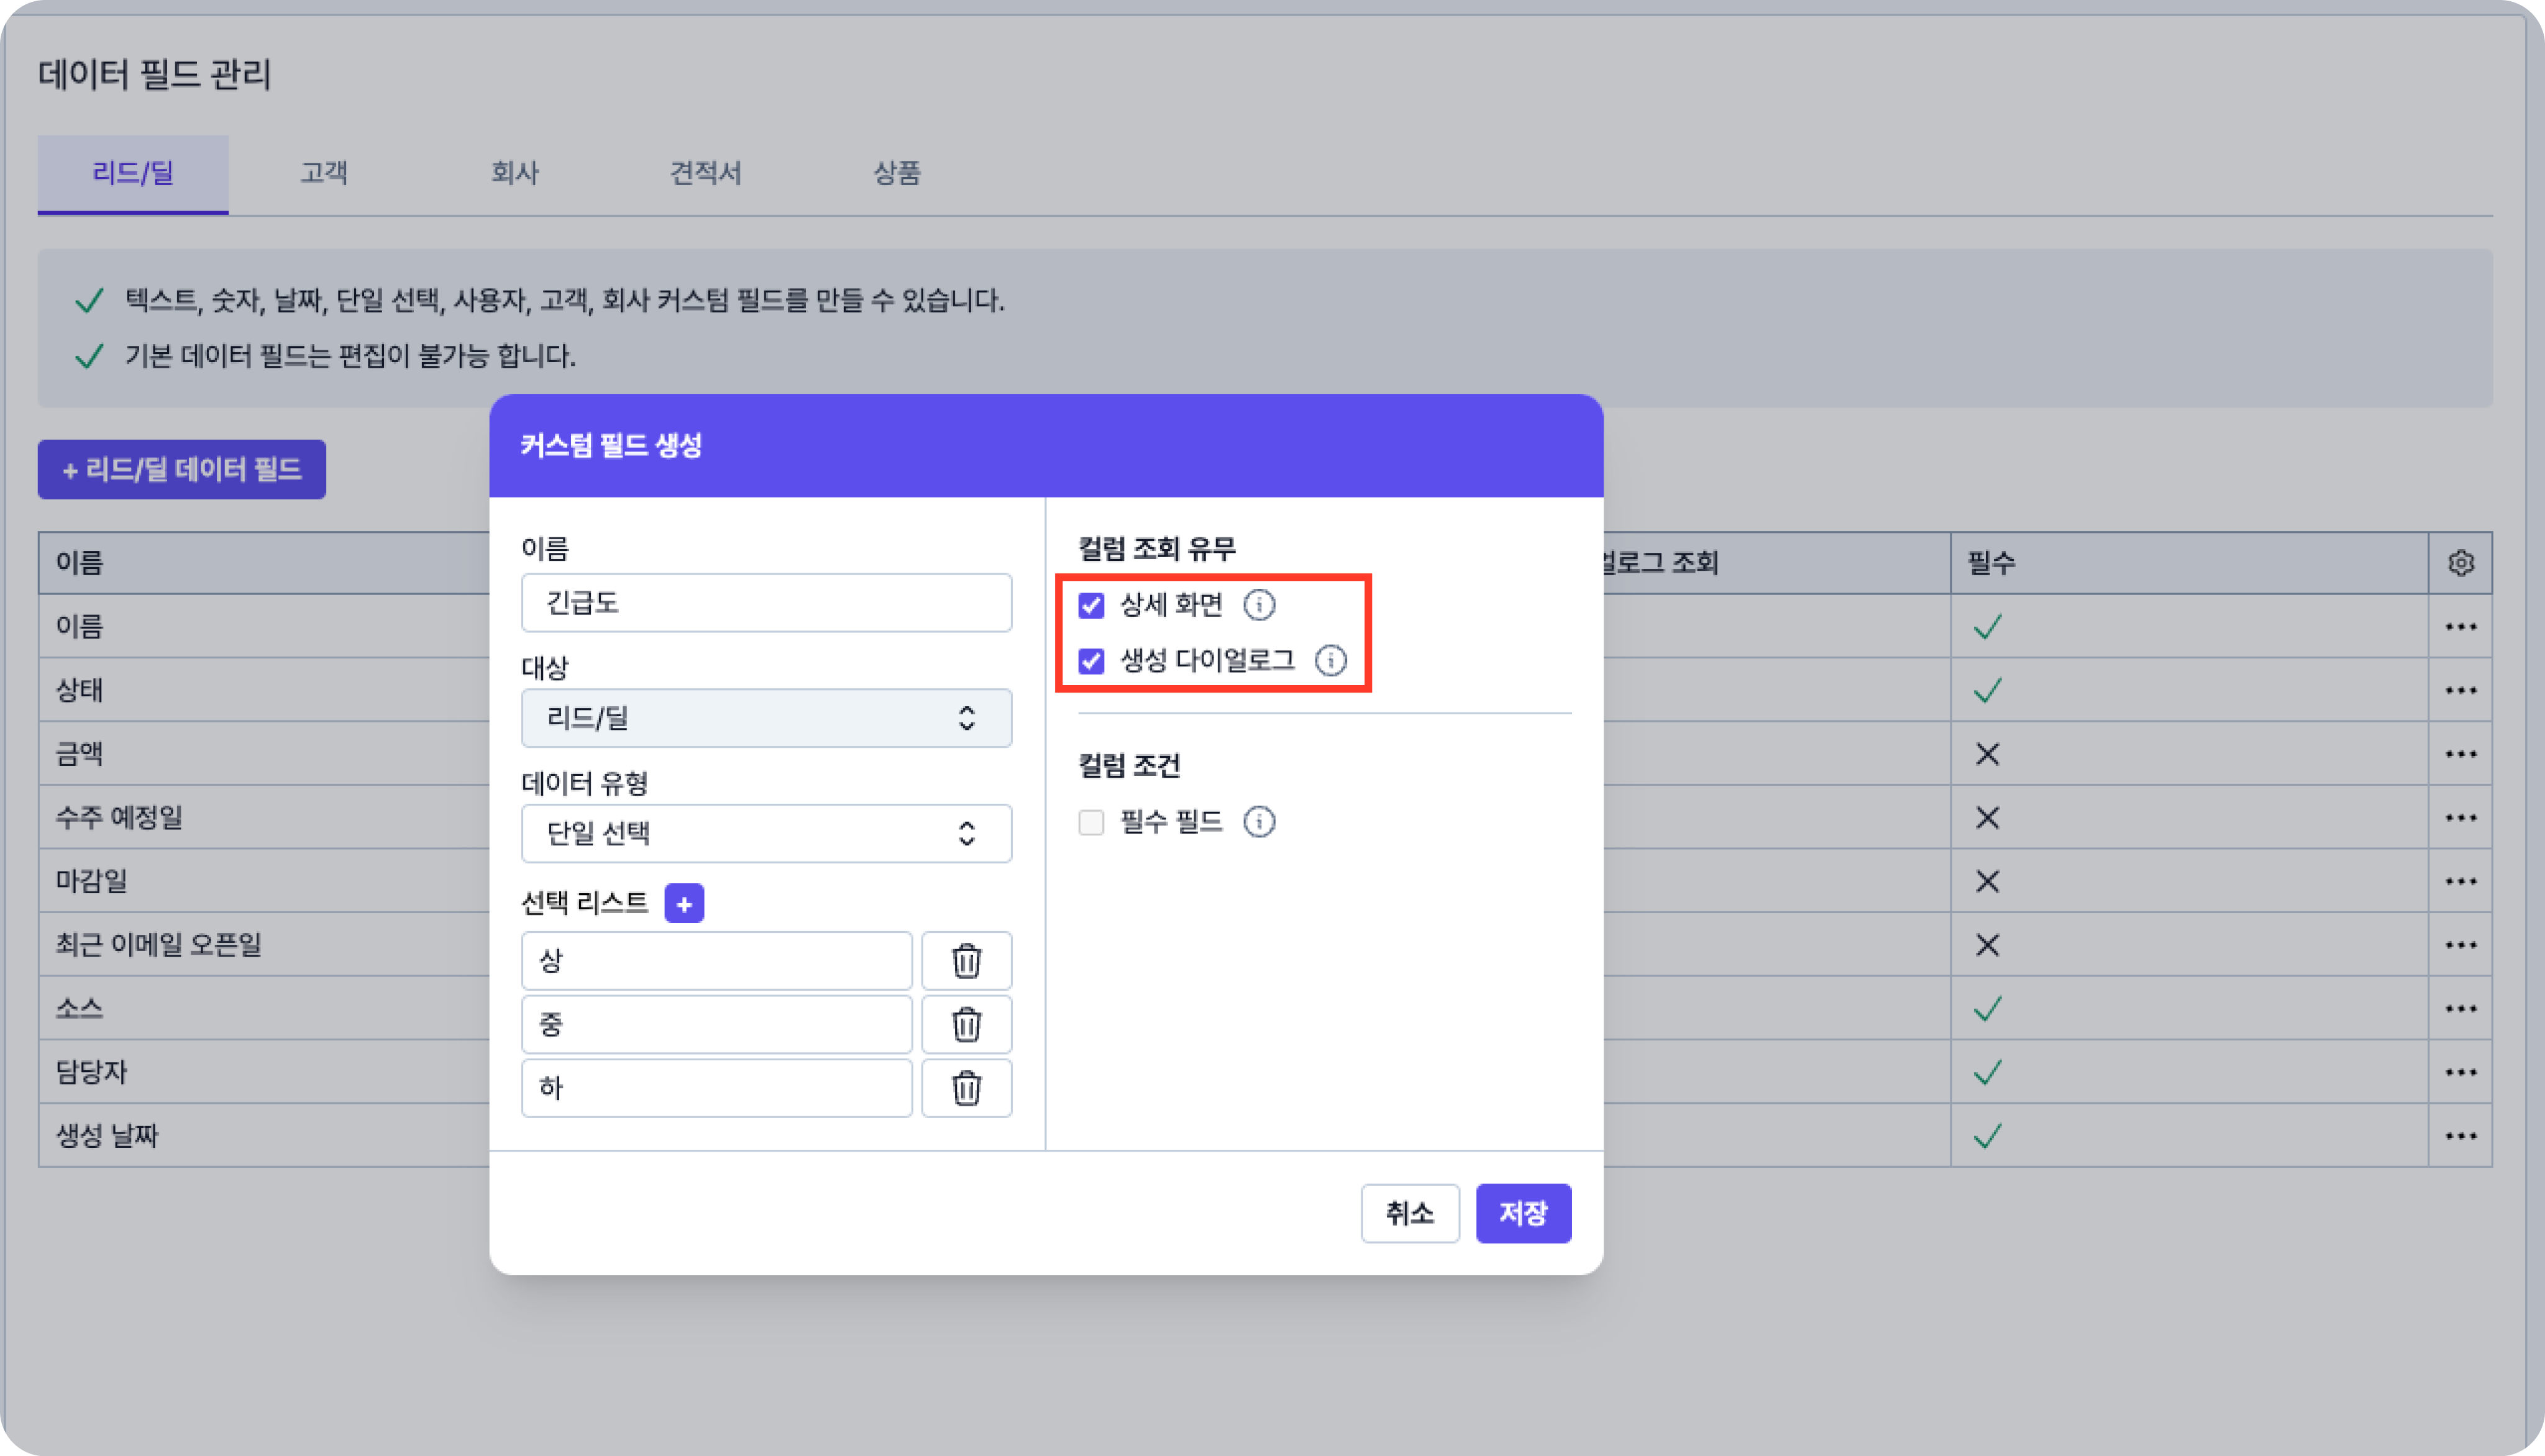 데이터 필드 관리
리드/딜 고객 회사 견적서 상품
텍스트, 숫자, 날짜, 단일 선택, 사용자, 고객, 회사 커스텀 필드를 만들 수 있습니다.
기본 데이터 필드는 편집이 불가능 합니다.
+ 리드/딜 데이터 필드
이름 조회 필수
이름
상태
금액
수주 예정일
마감일
최근 이메일 오픈일
소스
담당자
생성 날짜
커스텀 필드 생성
이름
긴급도
대상
리드/딜
데이터 유형
단일 선택
선택 리스트 +
상
중
하
컬럼 조회 유무
상세 화면
생성 다이얼로그
컬럼 조건
필수 필드
취소 저장